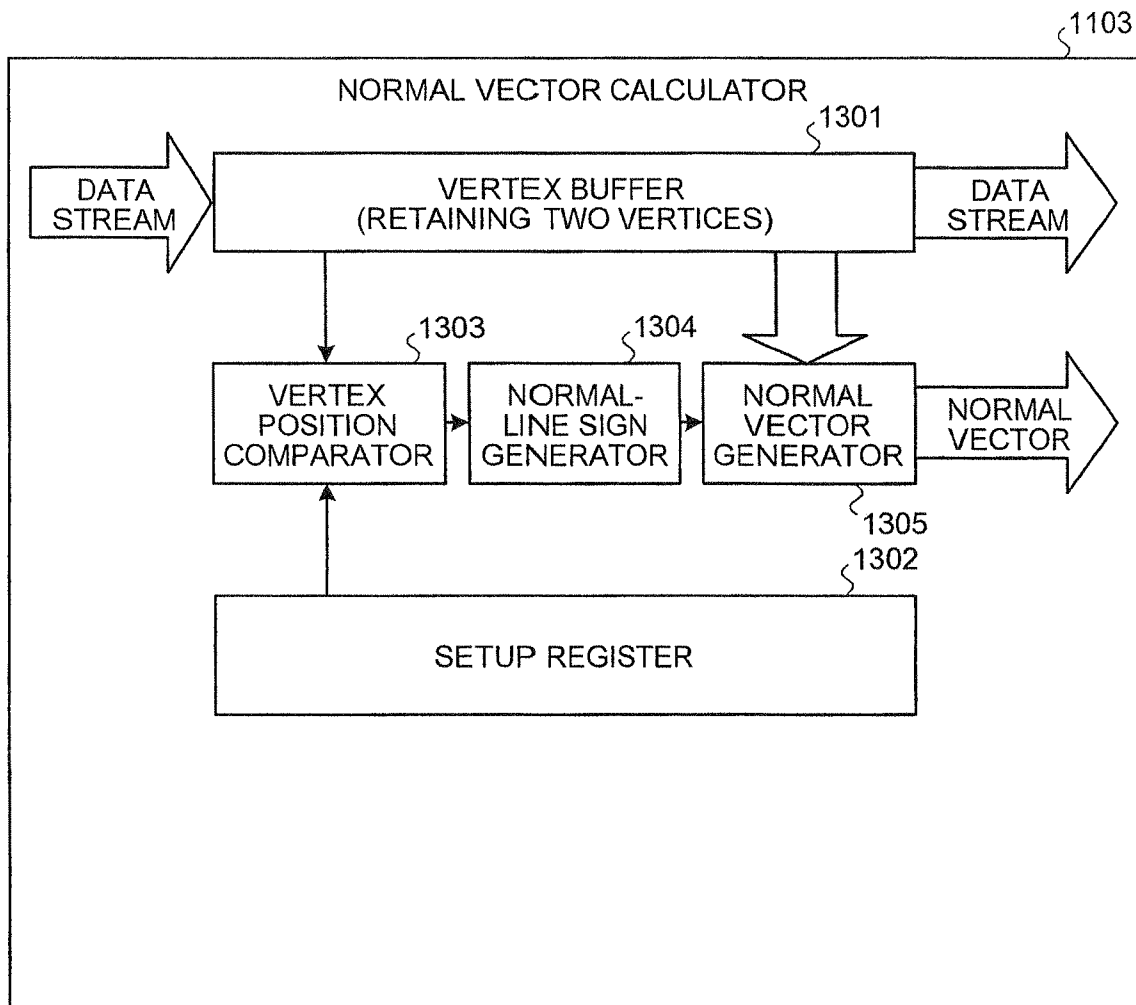 1103
NORMAL VECTOR CALCULATOR
1301
DATA
STREAM
VERTEX BUFFER
(RETAINING TWO VERTICES)
DATA
STREAM
1303
1304
VERTEX
POSITION
COMPARATOR
NORMAL-
LINE SIGN
GENERATOR
NORMAL
VECTOR
GENERATOR
NORMAL
VECTOR
1305
1302
SETUP REGISTER